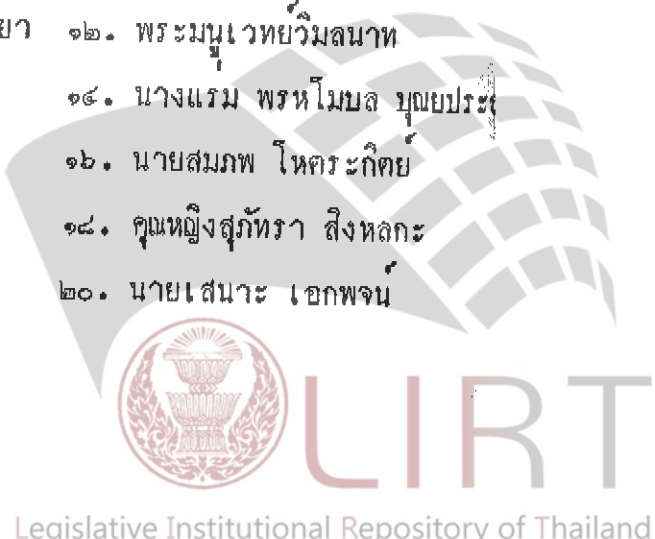 ยา ๑๒. พระมนูเวทย์วิมลนาท
๑๔. นางแรม พรหโมบล บุณยประ
๑๖. นายสมภพ โหตระกิตย์
๑๘. คุณหญิงสุภัทรา สิงหลกะ
๒๐. นายเสนาะ เอกพจน์
LIRT
Legislative Institutional Repository of Thailand